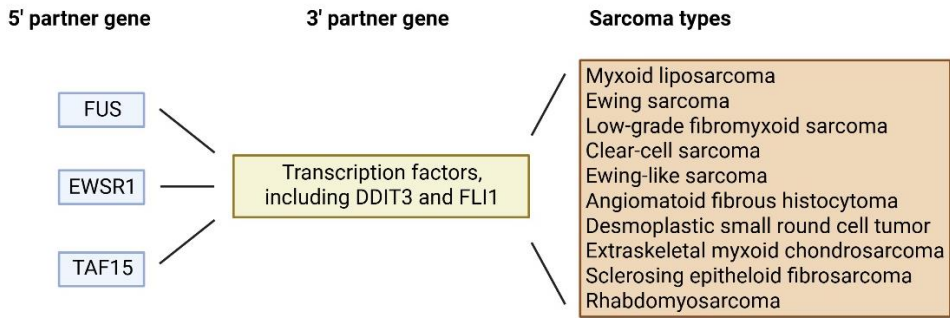 5' partner gene
3' partner gene
Sarcoma types
FUS
EWSR1
TAF15
Transcription factors,
including DDIT3 and FLI1
Myxoid liposarcoma
Ewing sarcoma
Low-grade fibromyxoid sarcoma
Clear-cell sarcoma
Ewing-like sarcoma
Angiomatoid fibrous histocytoma
Desmoplastic small round cell tumor
Extraskeletal myxoid chondrosarcoma
Sclerosing epitheloid fibrosarcoma
Rhabdomyosarcoma